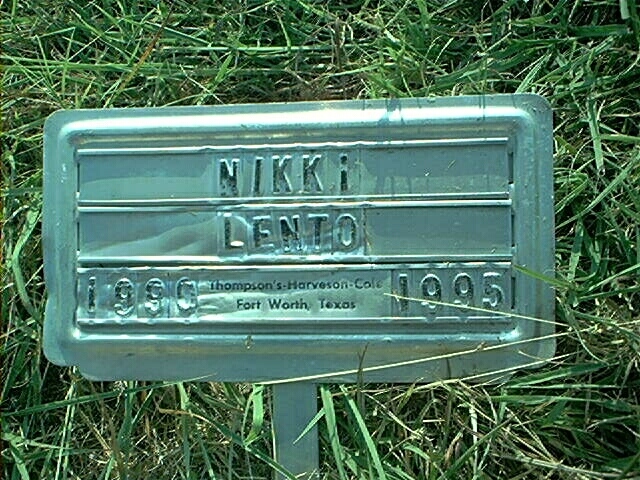 NIKKi
LENTO
1990 Thompson's-Harveson-Cole 1995
Fort Worth, Texas